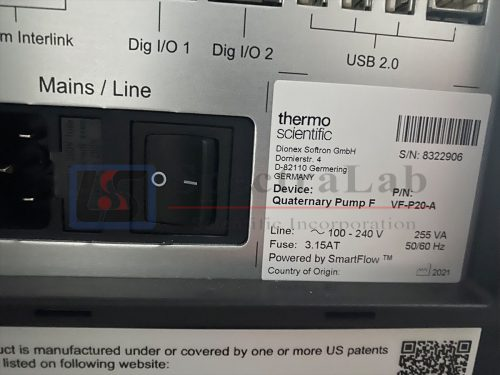 m Interlink
Dig I/O 1
Dig I/O 2
USB 2.0
Mains / Line
thermo
scientific
Dionex Softron GmbH
Dornierstr. 4
D-82110 Germering
GERMANY
S/N: 8322906
Device:
P/N:
Quaternary Pump F
VF-P20-A
Line: ~ 100 - 240 V
255 VA
Fuse: 3.15AT
50/60 Hz
Powered by SmartFlow ™
Country of Origin:
2021
O
I
LabectraLab
Scientific Incorporation
uct is manufactured under or covered by one or more US patents
listed on following website: